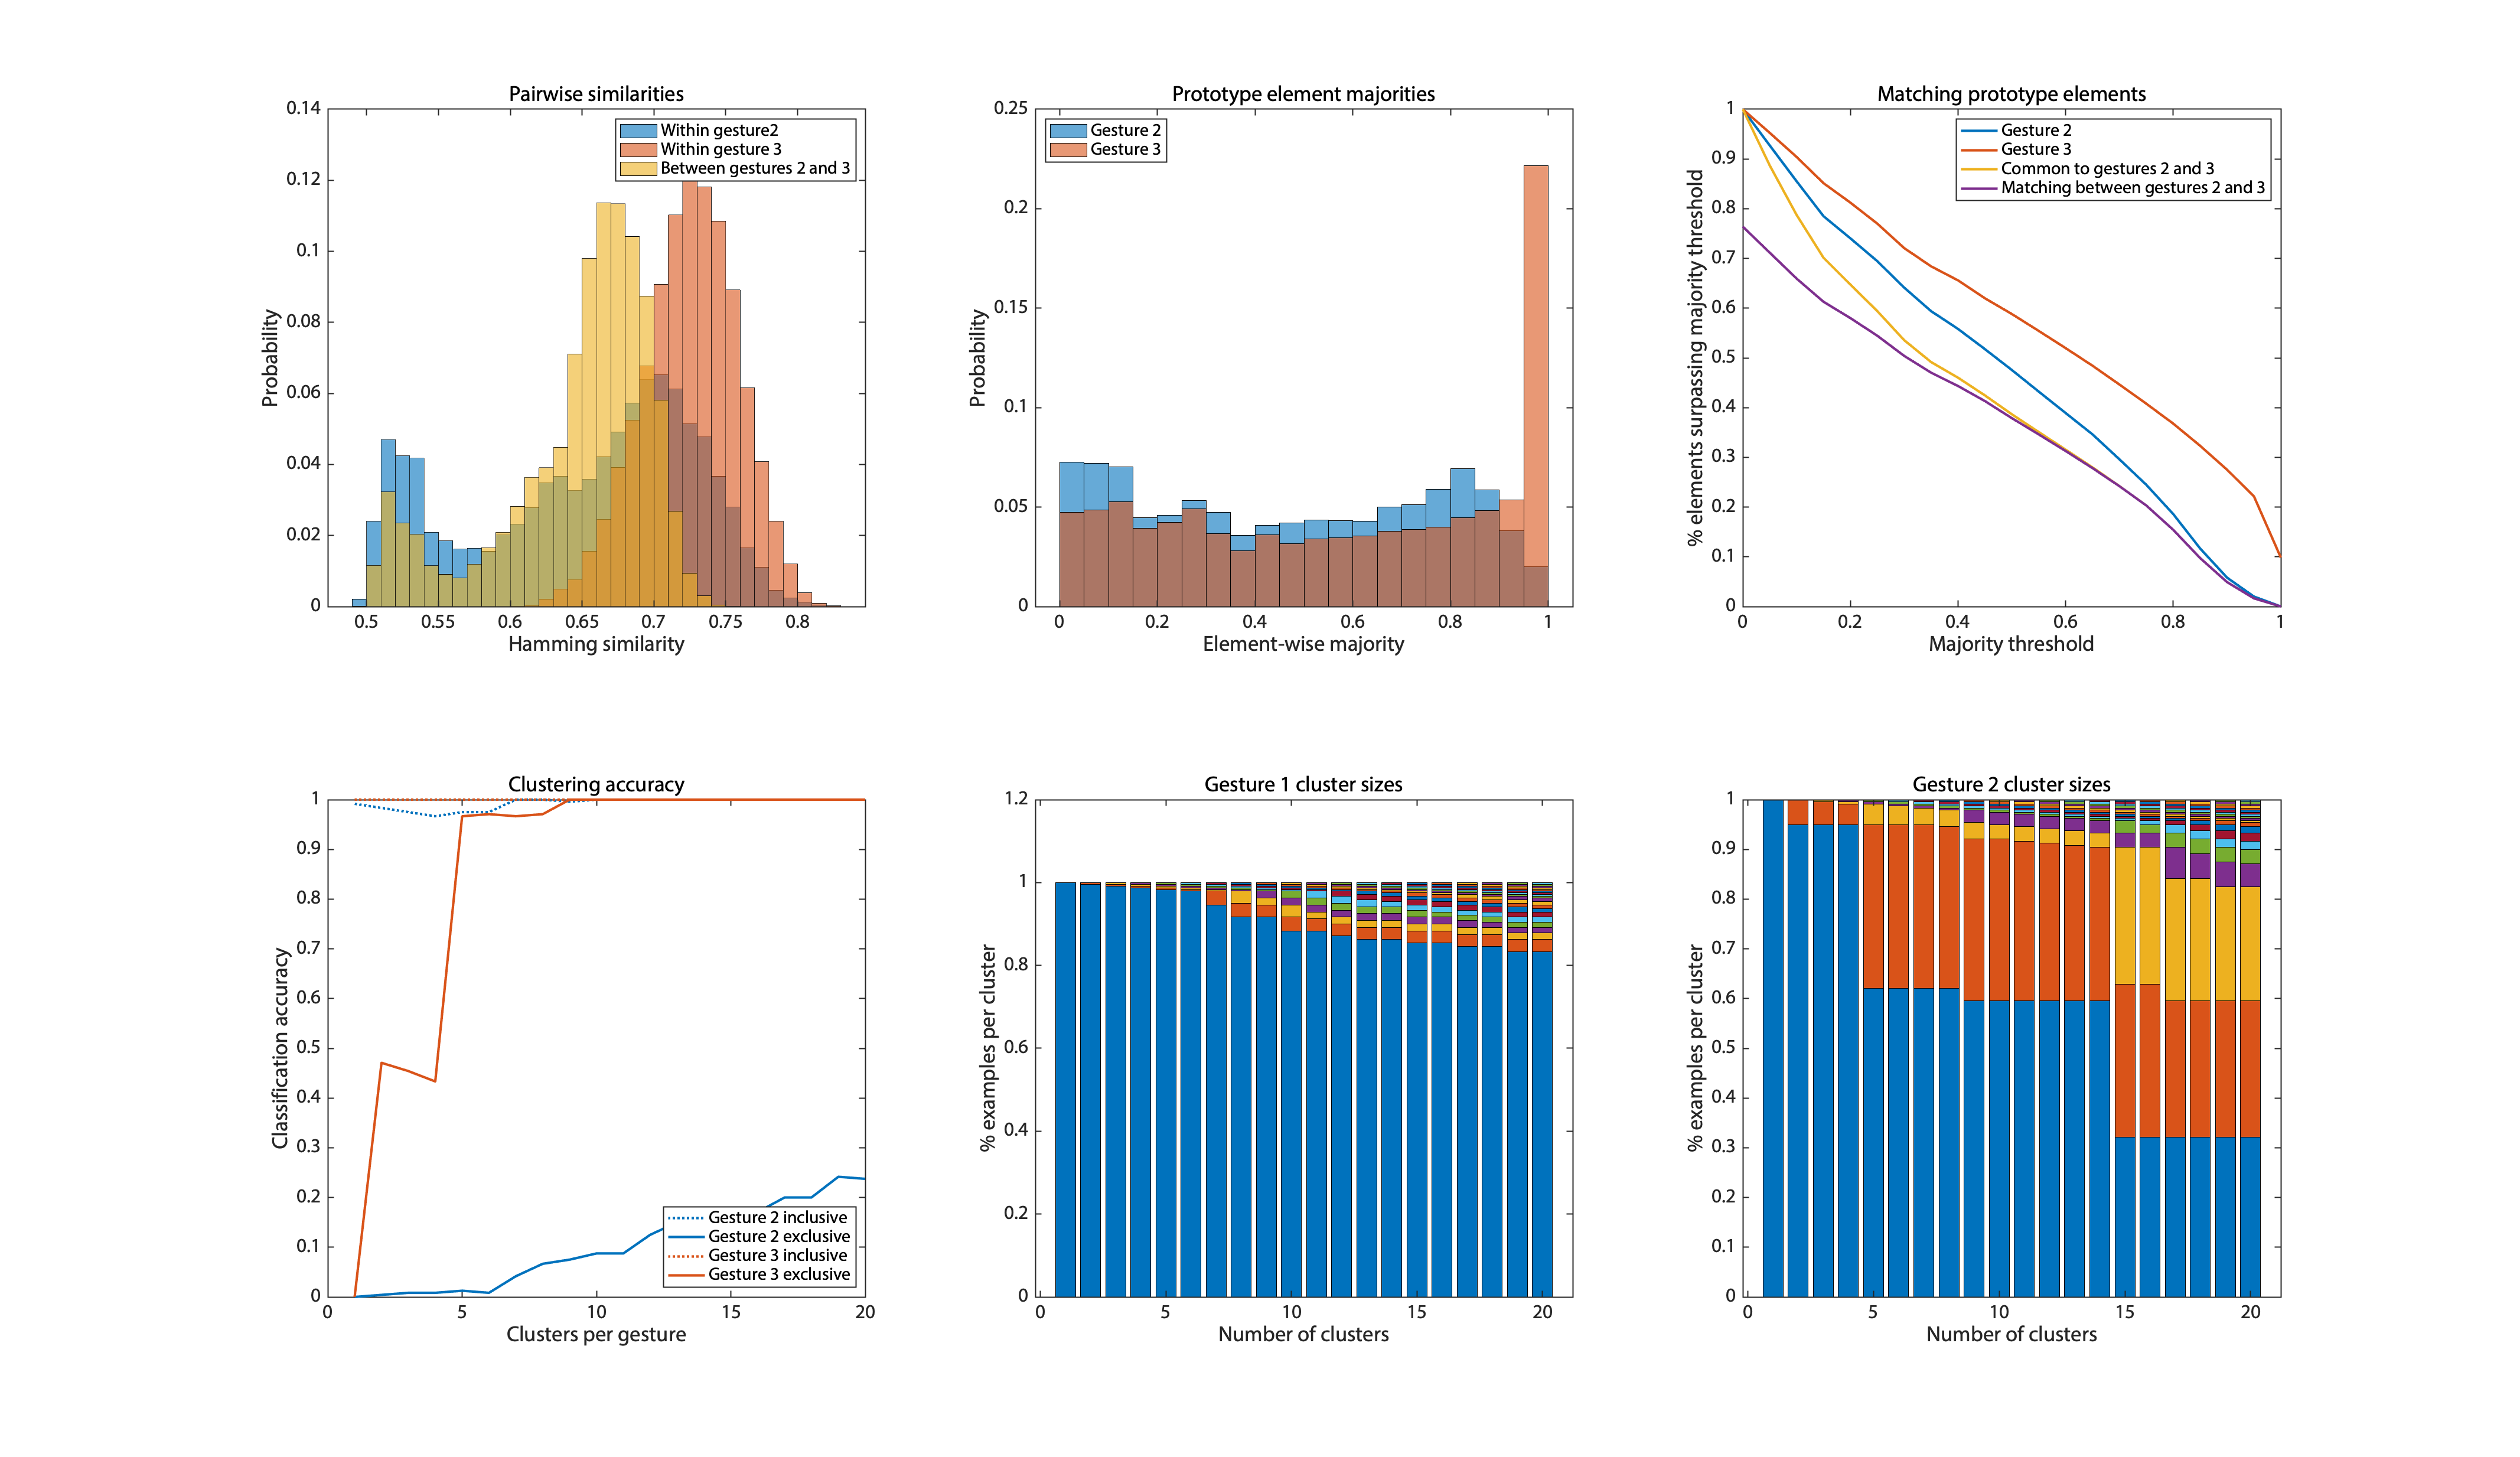 Pairwise similarities
0.14
0.12
0.1
0.08
0.06
0.04
0.02
0
Probability
Within gesture2
Within gesture 3
Between gestures 2 and 3
0.5 0.55 0.6 0.65 0.7 0.75 0.8
Hamming similarity
Prototype element majorities
0.25
0.2
0.15
0.1
0.05
0
Probability
Gesture 2
Gesture 3
0 0.2 0.4 0.6 0.8 1
Element-wise majority
Matching prototype elements
1
0.9
0.8
0.7
0.6
0.5
0.4
0.3
0.2
0.1
0
% elements surpassing majority threshold
Gesture 2
Gesture 3
Common to gestures 2 and 3
Matching between gestures 2 and 3
0 0.2 0.4 0.6 0.8 1
Majority threshold
Clustering accuracy
1
0.9
0.8
0.7
0.6
0.5
0.4
0.3
0.2
0.1
0
Classification accuracy
Gesture 2 inclusive
Gesture 2 exclusive
Gesture 3 inclusive
Gesture 3 exclusive
0 5 10 15 20
Clusters per gesture
Gesture 1 cluster sizes
1.2
1
0.8
0.6
0.4
0.2
0
% examples per cluster
0 5 10 15 20
Number of clusters
Gesture 2 cluster sizes
1
0.9
0.8
0.7
0.6
0.5
0.4
0.3
0.2
0.1
0
% examples per cluster
0 5 10 15 20
Number of clusters